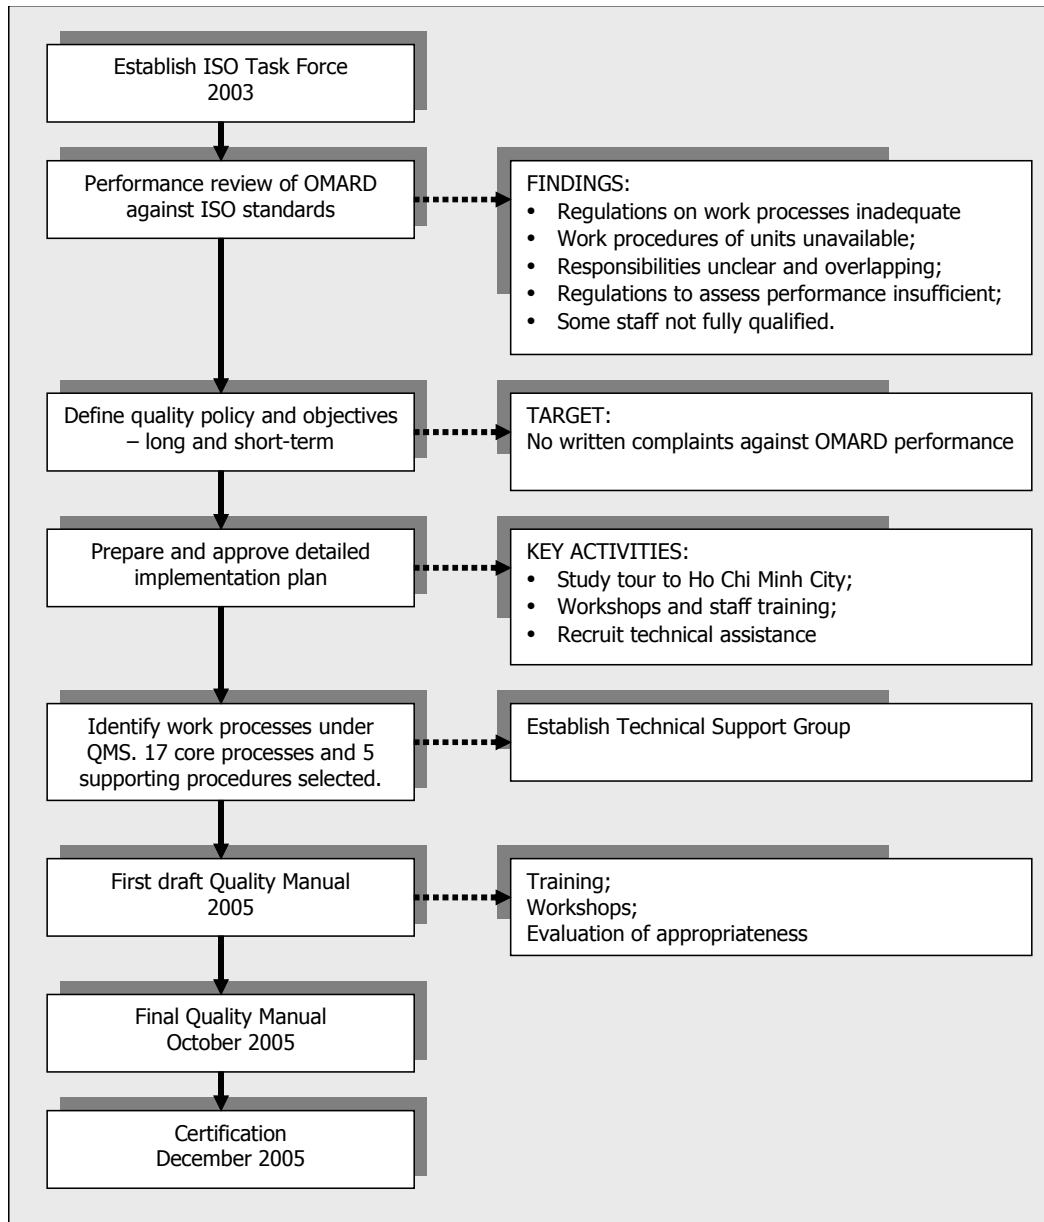 Establish ISO Task Force
2003
Performance review of OMARD
against ISO standards
FINDINGS:
• Regulations on work processes inadequate
• Work procedures of units unavailable;
• Responsibilities unclear and overlapping;
• Regulations to assess performance insufficient;
• Some staff not fully qualified.
Define quality policy and objectives
– long and short-term
TARGET:
No written complaints against OMARD performance
Prepare and approve detailed
implementation plan
KEY ACTIVITIES:
• Study tour to Ho Chi Minh City;
• Workshops and staff training;
• Recruit technical assistance
Identify work processes under
QMS. 17 core processes and 5
supporting procedures selected.
Establish Technical Support Group
First draft Quality Manual
2005
Training;
Workshops;
Evaluation of appropriateness
Final Quality Manual
October 2005
Certification
December 2005